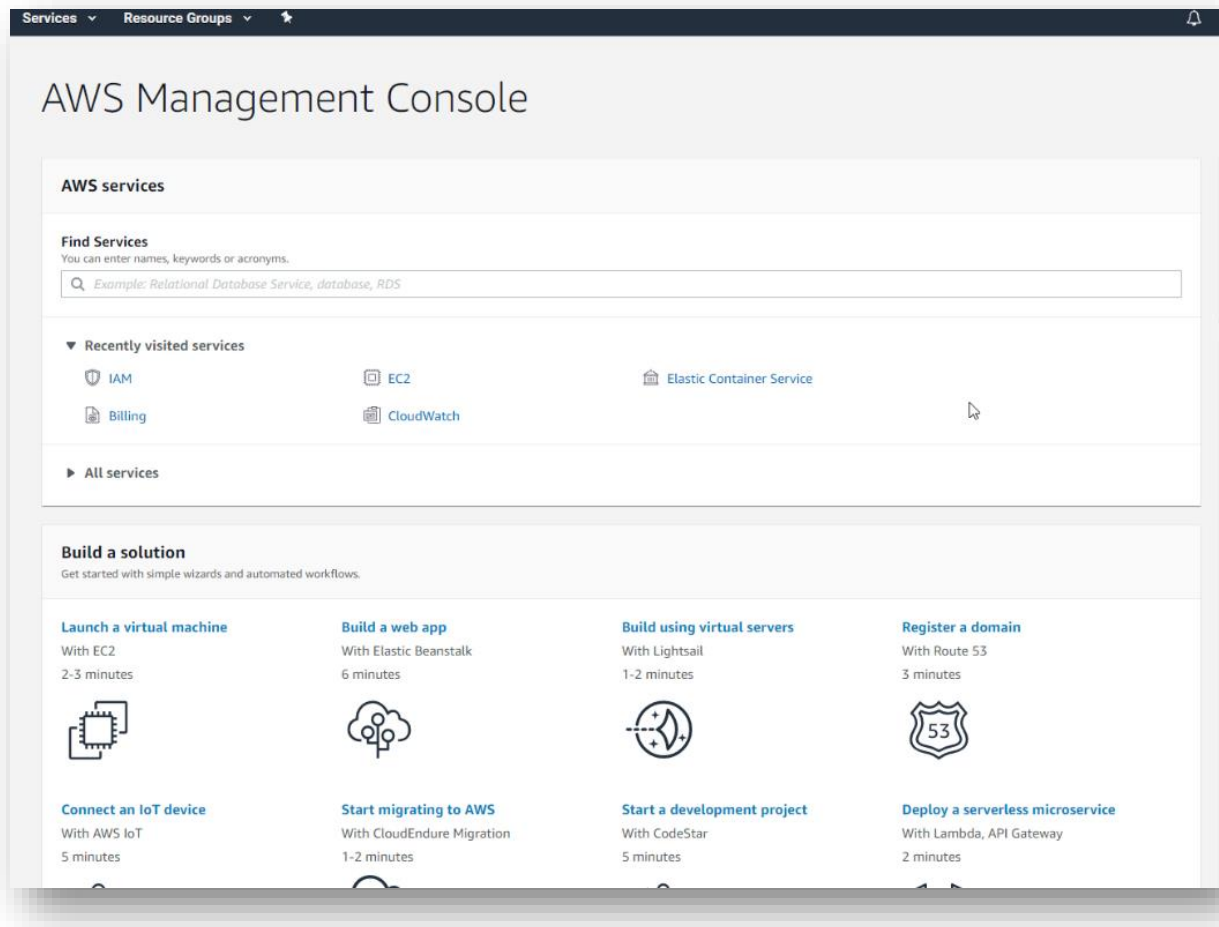 Services Resource Groups
AWS Management Console
AWS services
Find Services
You can enter names, keywords or acronyms.
Example: Relational Database Service, database, RDS
Recently visited services
IAM EC2 Elastic Container Service
Billing CloudWatch
All services
Build a solution
Get started with simple wizards and automated workflows.
Launch a virtual machine Build a web app Build using virtual servers Register a domain
With EC2 With Elastic Beanstalk With Lightsail With Route 53
2-3 minutes 6 minutes 1-2 minutes 3 minutes
53
Connect an IoT device Start migrating to AWS Start a development project Deploy a serverless microservice
With AWS IoT With CloudEndure Migration With CodeStar With Lambda, API Gateway
5 minutes 1-2 minutes 5 minutes 2 minutes